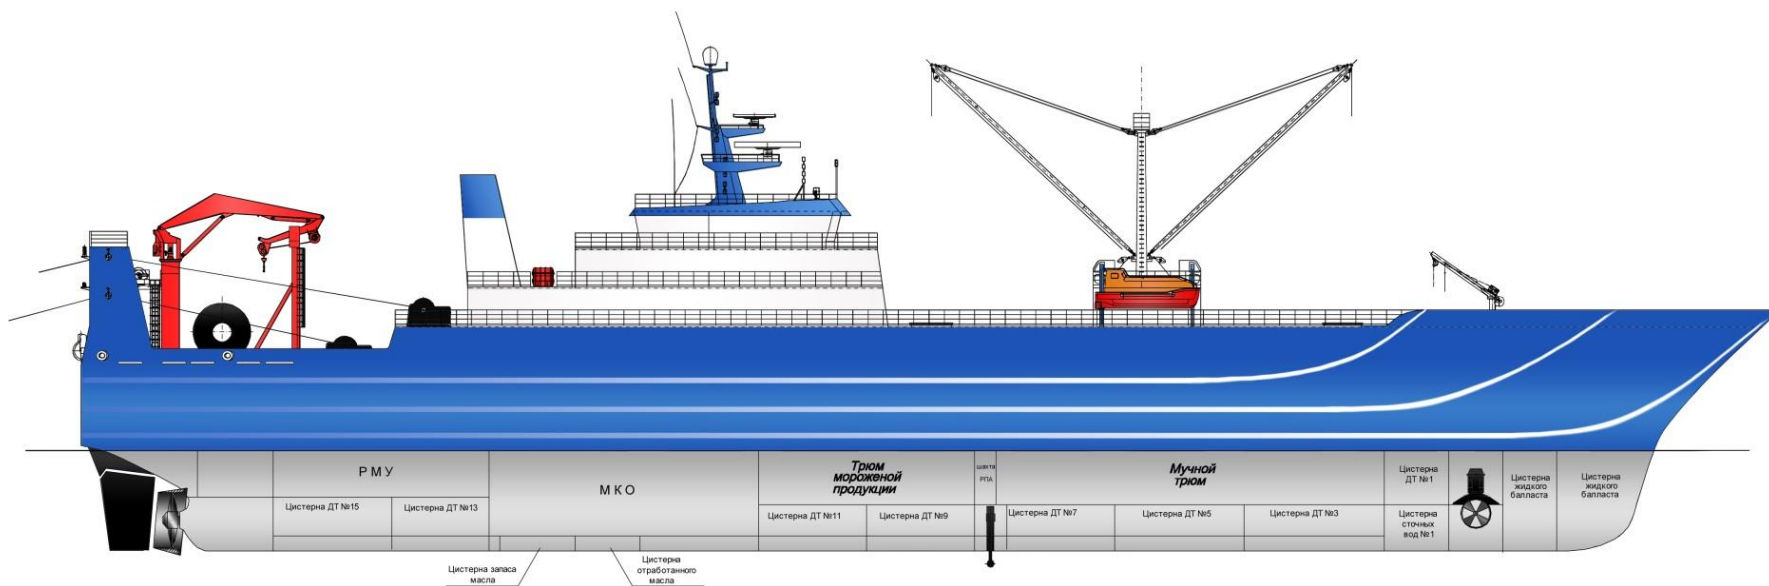 РМУ
МКО
Трюм
мороженой
продукции
шахта
РПА
Мучной
трюм
Цистерна
ДТ №1
Цистерна
жидкого
балласта
Цистерна
жидкого
балласта
Цистерна ДТ №15
Цистерна ДТ №13
Цистерна ДТ №11
Цистерна ДТ №9
Цистерна ДТ №7
Цистерна ДТ №5
Цистерна ДТ №3
Цистерна
сточных
вод №1
Цистерна запаса
масла
Цистерна
отработанного
масла